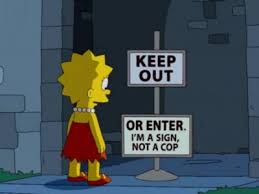 KEEP
OUT
OR ENTER.
I'M A SIGN,
NOT A COP